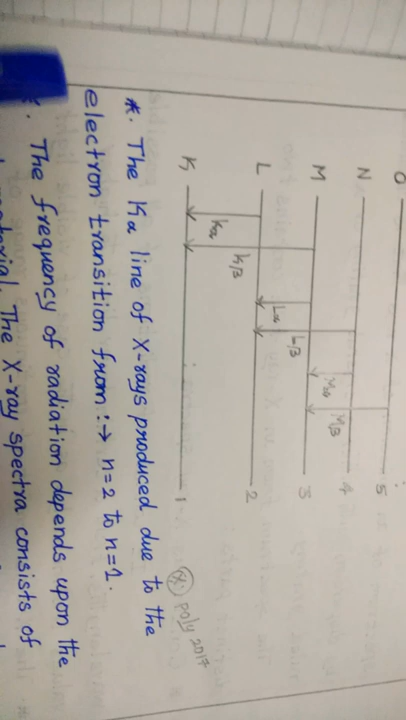 O 5
N 4
Mα Mβ
M 3
Lα Lβ
L 2
Kα Kβ
K, 1
(*) poly 2017
*. The Kα line of X-rays produced due to the
electron transition from :→ n=2 to n=1.
. The frequency of radiation depends upon the
The X-ray spectra consists of